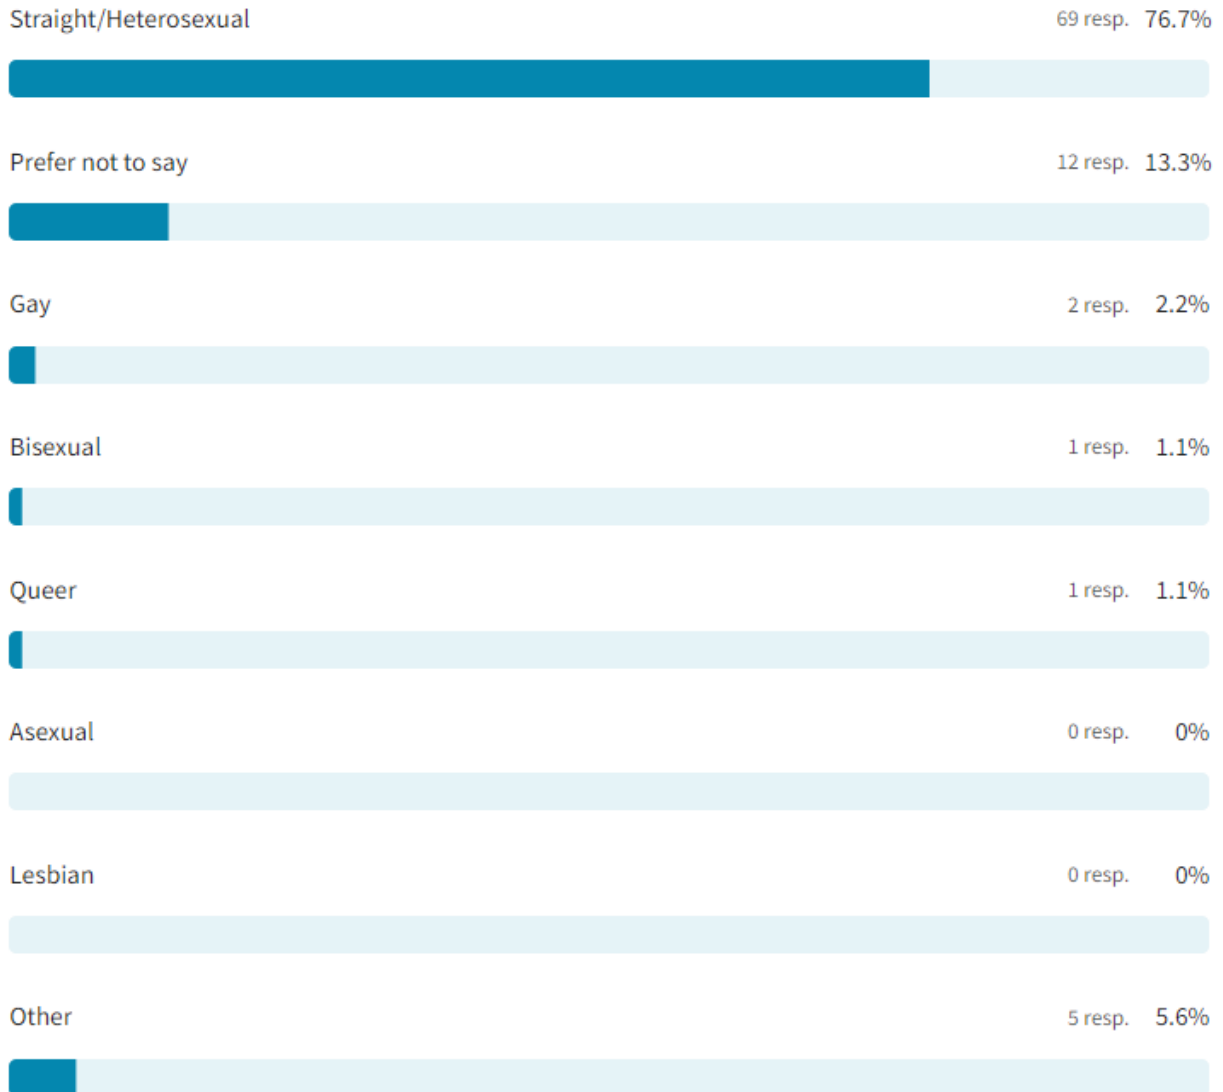 Straight/Heterosexual 69 resp. 76.7%
Prefer not to say 12 resp. 13.3%
Gay 2 resp. 2.2%
Bisexual 1 resp. 1.1%
Queer 1 resp. 1.1%
Asexual 0 resp. 0%
Lesbian 0 resp. 0%
Other 5 resp. 5.6%